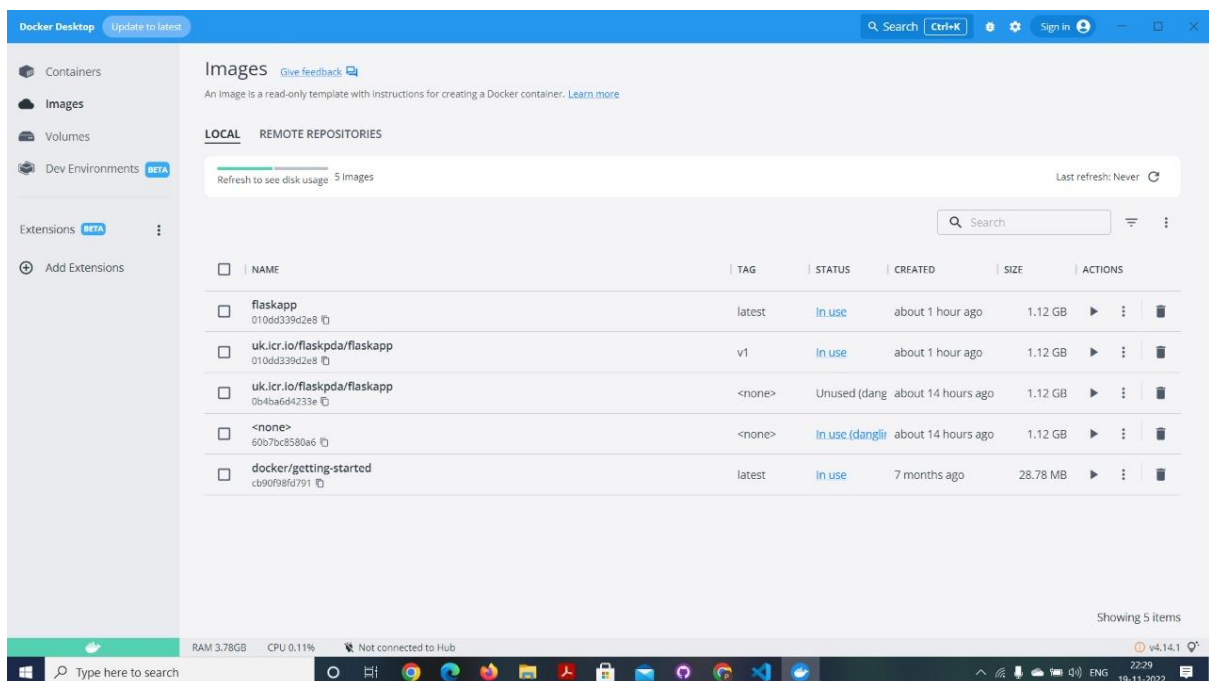 Docker Desktop Update to latest Search Ctrl+K Sign in
Containers
Images
Volumes
Dev Environments BETA
Extensions BETA
Add Extensions
Images Give feedback
An image is a read-only template with instructions for creating a Docker container. Learn more
LOCAL REMOTE REPOSITORIES
Refresh to see disk usage 5 images Last refresh: Never
Search
NAME TAG STATUS CREATED SIZE ACTIONS
flaskapp latest In use about 1 hour ago 1.12 GB
010dd339d2e8
uk.icr.io/flaskpda/flaskapp v1 In use about 1 hour ago 1.12 GB
010dd339d2e8
uk.icr.io/flaskpda/flaskapp <none> Unused (dang about 14 hours ago 1.12 GB
0b4ba6d4233e
<none> <none> In use (danglin about 14 hours ago 1.12 GB
60b7bc8580a6
docker/getting-started latest In use 7 months ago 28.78 MB
cb90f98fd791
Showing 5 items
RAM 3.78GB CPU 0.11% Not connected to Hub v4.14.1
Type here to search ENG 22:29
19-11-2022